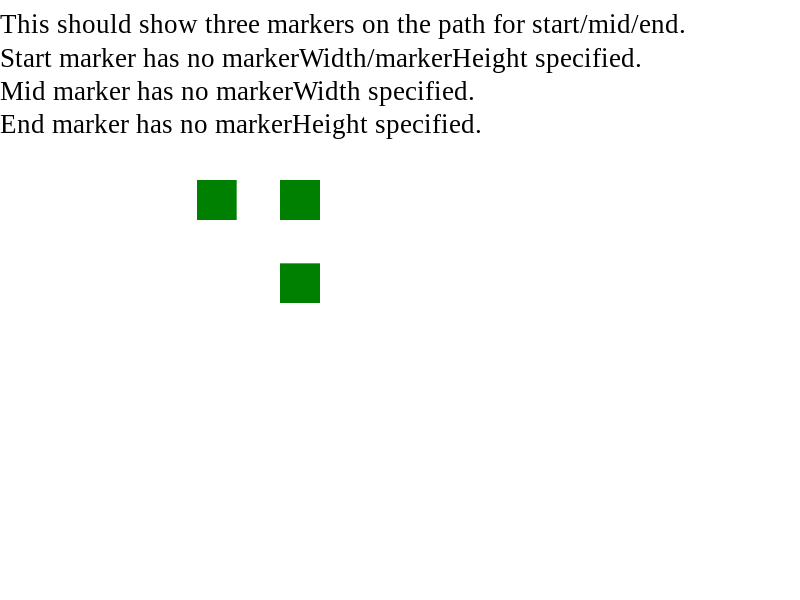 This should show three markers on the path for start/mid/end.
Start marker has no markerWidth/markerHeight specified.
Mid marker has no markerWidth specified.
End marker has no markerHeight specified.